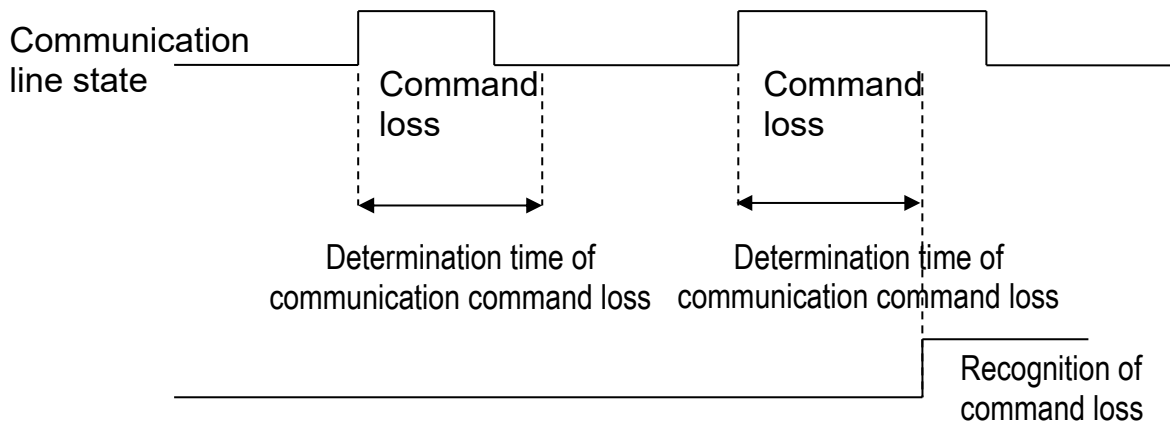 Communication
line state
Command
loss
Command
loss
Determination time of
communication command loss
Determination time of
communication command loss
Recognition of
command loss